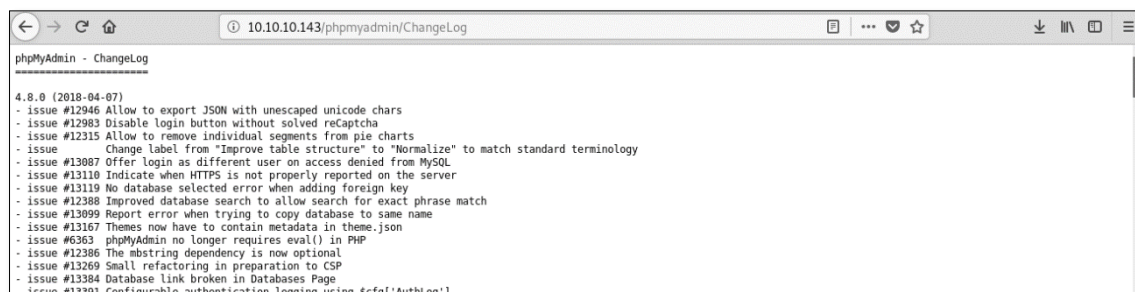 10.10.10.143/phpmyadmin/ChangeLog
phpMyAdmin - ChangeLog
======================
4.8.0 (2018-04-07)
- issue #12946 Allow to export JSON with unescaped unicode chars
- issue #12983 Disable login button without solved reCaptcha
- issue #12315 Allow to remove individual segments from pie charts
- issue        Change label from "Improve table structure" to "Normalize" to match standard terminology
- issue #13087 Offer login as different user on access denied from MySQL
- issue #13110 Indicate when HTTPS is not properly reported on the server
- issue #13119 No database selected error when adding foreign key
- issue #12388 Improved database search to allow search for exact phrase match
- issue #13099 Report error when trying to copy database to same name
- issue #13167 Themes now have to contain metadata in theme.json
- issue #6363  phpMyAdmin no longer requires eval() in PHP
- issue #12386 The mbstring dependency is now optional
- issue #13269 Small refactoring in preparation to CSP
- issue #13384 Database link broken in Databases Page
- issue #13391 Configurable authentication logging using $cfg['AuthLog']